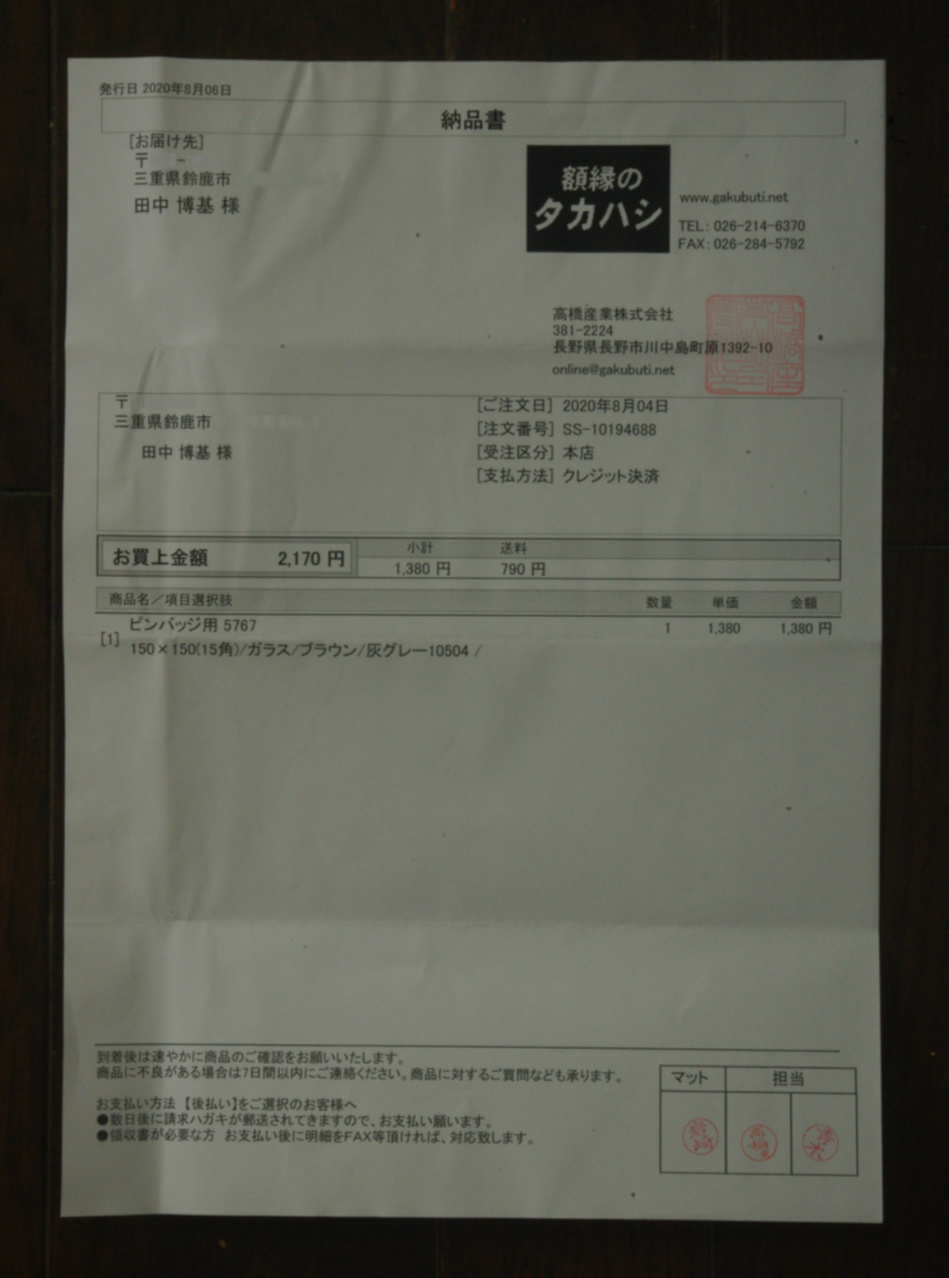 発行日 2020年8月06日
納品書
[お届け先]
〒 -
三重県鈴鹿市
田中 博基 様
額縁の
タカハシ
www.gakubuti.net
TEL: 026-214-6370
FAX: 026-284-5792
高橋産業株式会社
381-2224
長野県長野市川中島町原1392-10
online@gakubuti.net
〒
三重県鈴鹿市
田中 博基 様
[ご注文日] 2020年8月04日
[注文番号] SS-10194688
[受注区分] 本店
[支払方法] クレジット決済
お買上金額 2,170 円
小計 送料
1,380 円 790 円
商品名/項目選択肢 数量 単価 金額
[1] ピンバッジ用 5767 1 1,380 1,380 円
150×150(15角)/ガラス/ブラウン/灰グレー10504 /
到着後は速やかに商品のご確認をお願いいたします。
商品に不良がある場合は7日間以内にご連絡ください。商品に対するご質問なども承ります。
お支払い方法 【後払い】をご選択のお客様へ
●数日後に請求ハガキが郵送されてきますので、お支払い願います。
●領収書が必要な方 お支払い後に明細をFAX等頂ければ、対応致します。
マット 担当
高橋